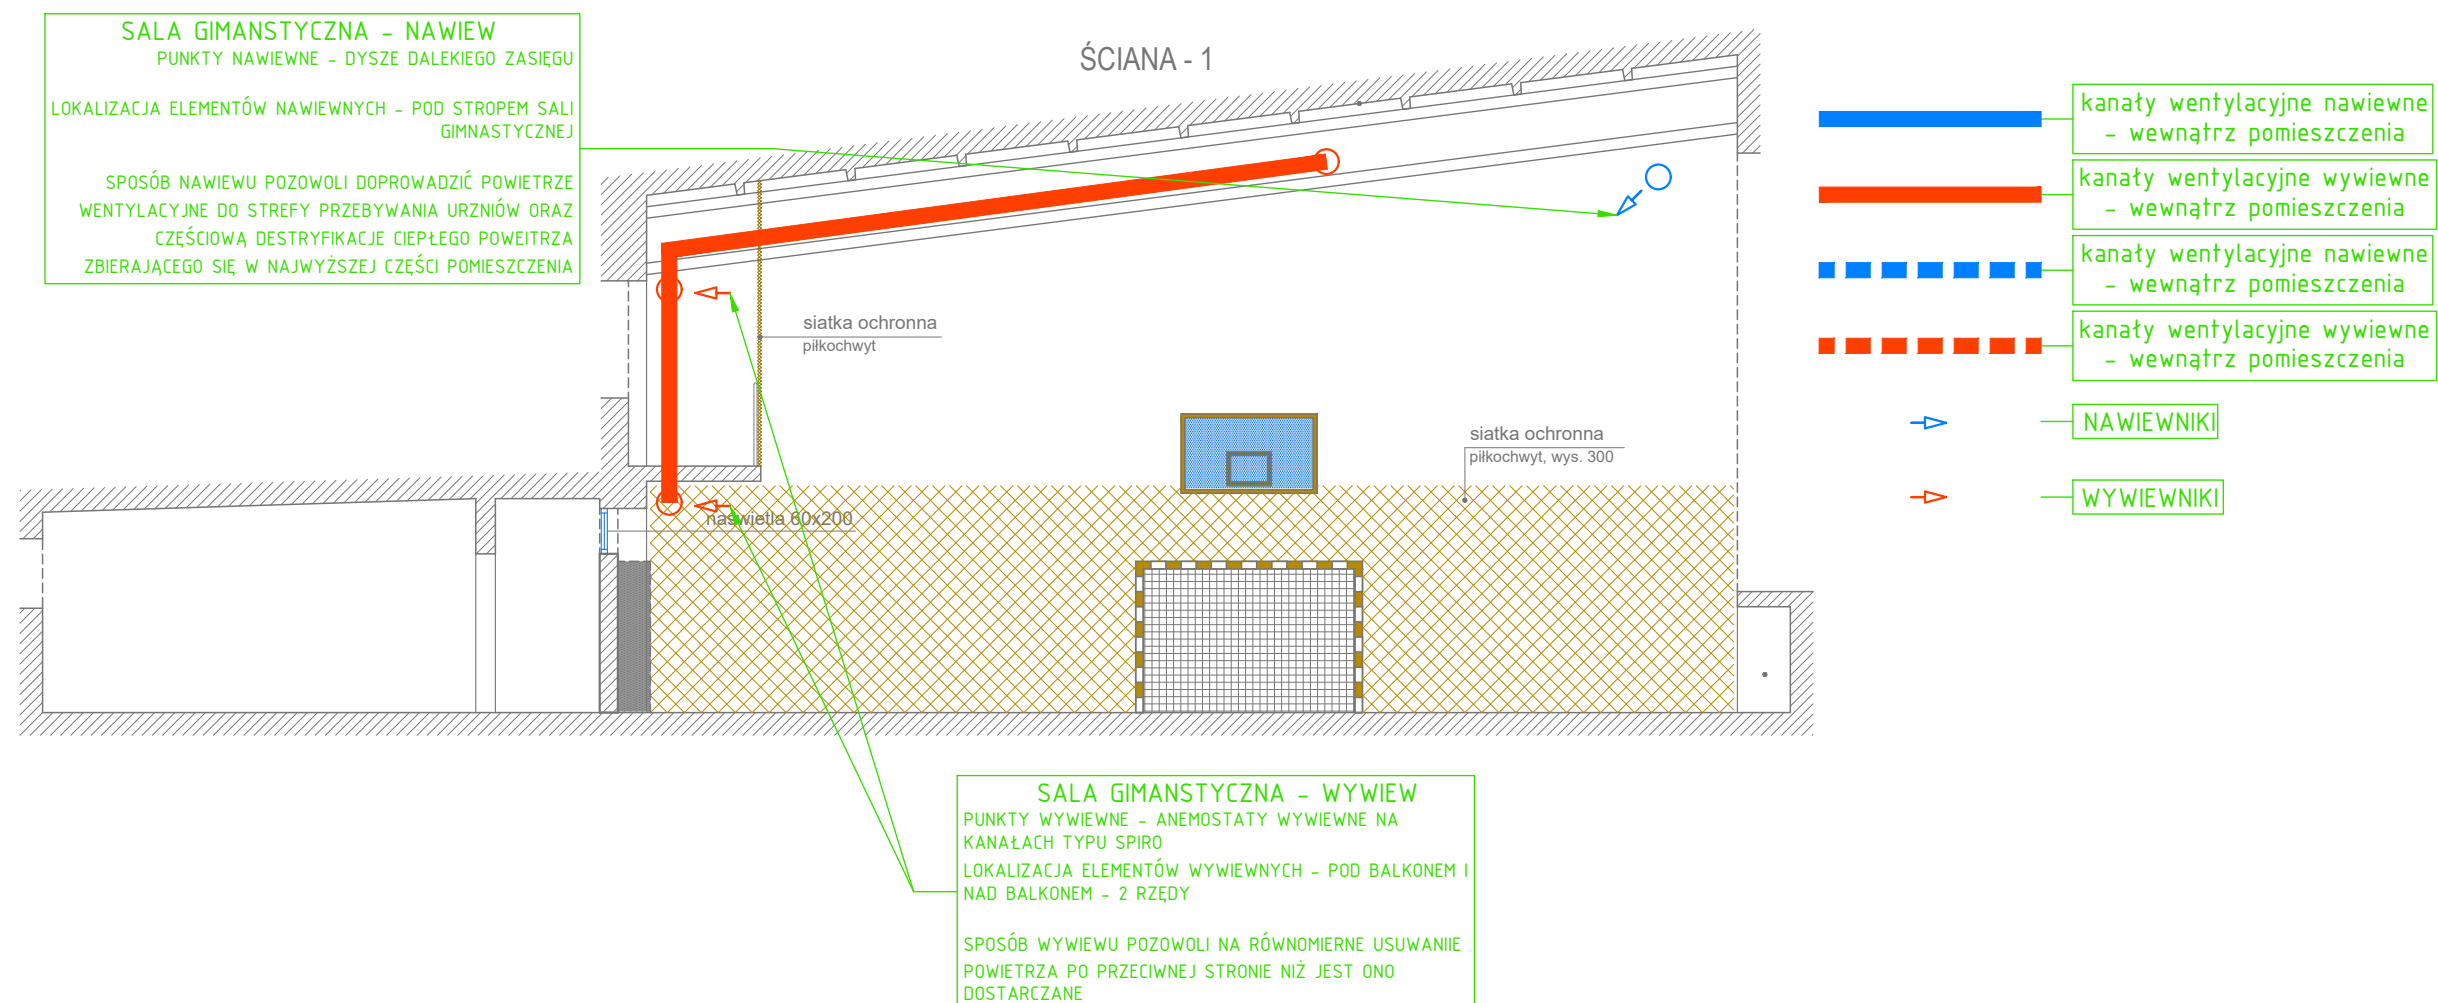 SALA GIMANSTYCZNA - NAWIEW
PUNKTY NAWIEWNE - DYSZE DALEKIEGO ZASIĘGU
LOKALIZACJA ELEMENTÓW NAWIEWNYCH - POD STROPEM SALI
GIMNASTYCZNEJ
SPOSÓB NAWIEWU POZOWOLI DOPROWADZIĆ POWIETRZE
WENTYLACYJNE DO STREFY PRZEBYWANIA URZNIÓW ORAZ
CZĘŚCIOWĄ DESTRYFIKACJE CIEPŁEGO POWEITRZA
ZBIERAJĄCEGO SIĘ W NAJWYŻSZEJ CZĘŚCI POMIESZCZENIA
ŚCIANA - 1
kanały wentylacyjne nawiewne
- wewnątrz pomieszczenia
kanały wentylacyjne wywiewne
- wewnątrz pomieszczenia
kanały wentylacyjne nawiewne
- wewnątrz pomieszczenia
kanały wentylacyjne wywiewne
- wewnątrz pomieszczenia
NAWIEWNIKI
WYWIEWNIKI
siatka ochronna
piłkochwyt
siatka ochronna
piłkochwyt, wys. 300
naświetla 60x200
SALA GIMANSTYCZNA - WYWIEW
PUNKTY WYWIEWNE - ANEMOSTATY WYWIEWNE NA
KANAŁACH TYPU SPIRO
LOKALIZACJA ELEMENTÓW WYWIEWNYCH - POD BALKONEM I
NAD BALKONEM - 2 RZĘDY
SPOSÓB WYWIEWU POZOWOLI NA RÓWNOMIERNE USUWANIIE
POWIETRZA PO PRZECIWNEJ STRONIE NIŻ JEST ONO
DOSTARCZANE